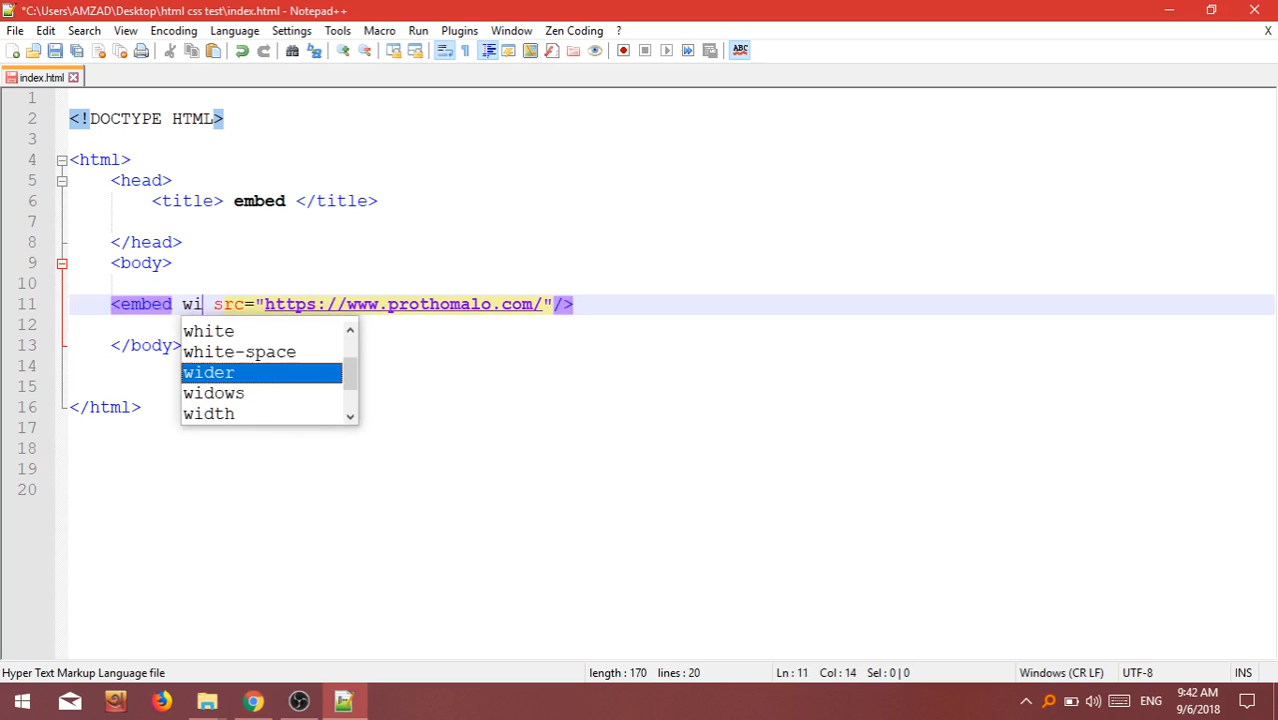 *C:\Users\AMZAD\Desktop\html css test\index.html - Notepad++
File Edit Search View Encoding Language Settings Tools Macro Run Plugins Window Zen Coding X
ABC
index.html
1
2 <!DOCTYPE HTML>
3
4 <html>
5 <head>
6 <title> embed </title>
7
8 </head>
9 <body>
10
11 <embed wi src="https://www.prothomalo.com/"/>
12
13 </body>
14
15
16 </html>
17
18
19
20
white
white-space
wider
widows
width
Hyper Text Markup Language file length : 170 lines : 20 Ln : 11 Col : 14 Sel : 0 | 0 Windows (CR LF) UTF-8 INS
ENG
9:42 AM
9/6/2018